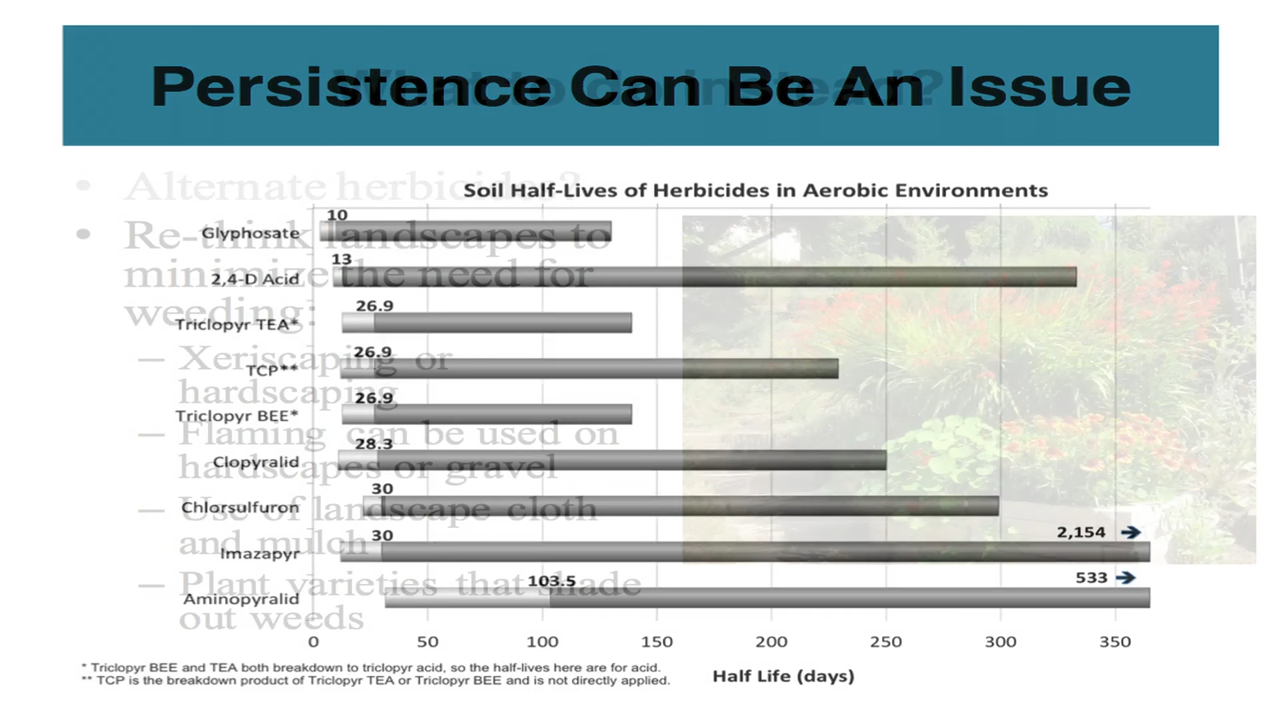 Persistence Can Be An Issue
What to do instead?
• Alternate herbicides?
• Re-think landscapes to
minimize the need for
weeding:
– Xeriscaping or
hardscaping
– Flaming can be used on
hardscapes or gravel
– Use of landscape cloth
and mulch
– Plant varieties that shade
out weeds
Soil Half-Lives of Herbicides in Aerobic Environments
Glyphosate 10
2,4-D Acid 13
Triclopyr TEA* 26.9
TCP** 26.9
Triclopyr BEE* 26.9
Clopyralid 28.3
Chlorsulfuron 30
Imazapyr 30 2,154 →
Aminopyralid 103.5 533 →
0 50 100 150 200 250 300 350
Half Life (days)
* Triclopyr BEE and TEA both breakdown to triclopyr acid, so the half-lives here are for acid.
** TCP is the breakdown product of Triclopyr TEA or Triclopyr BEE and is not directly applied.